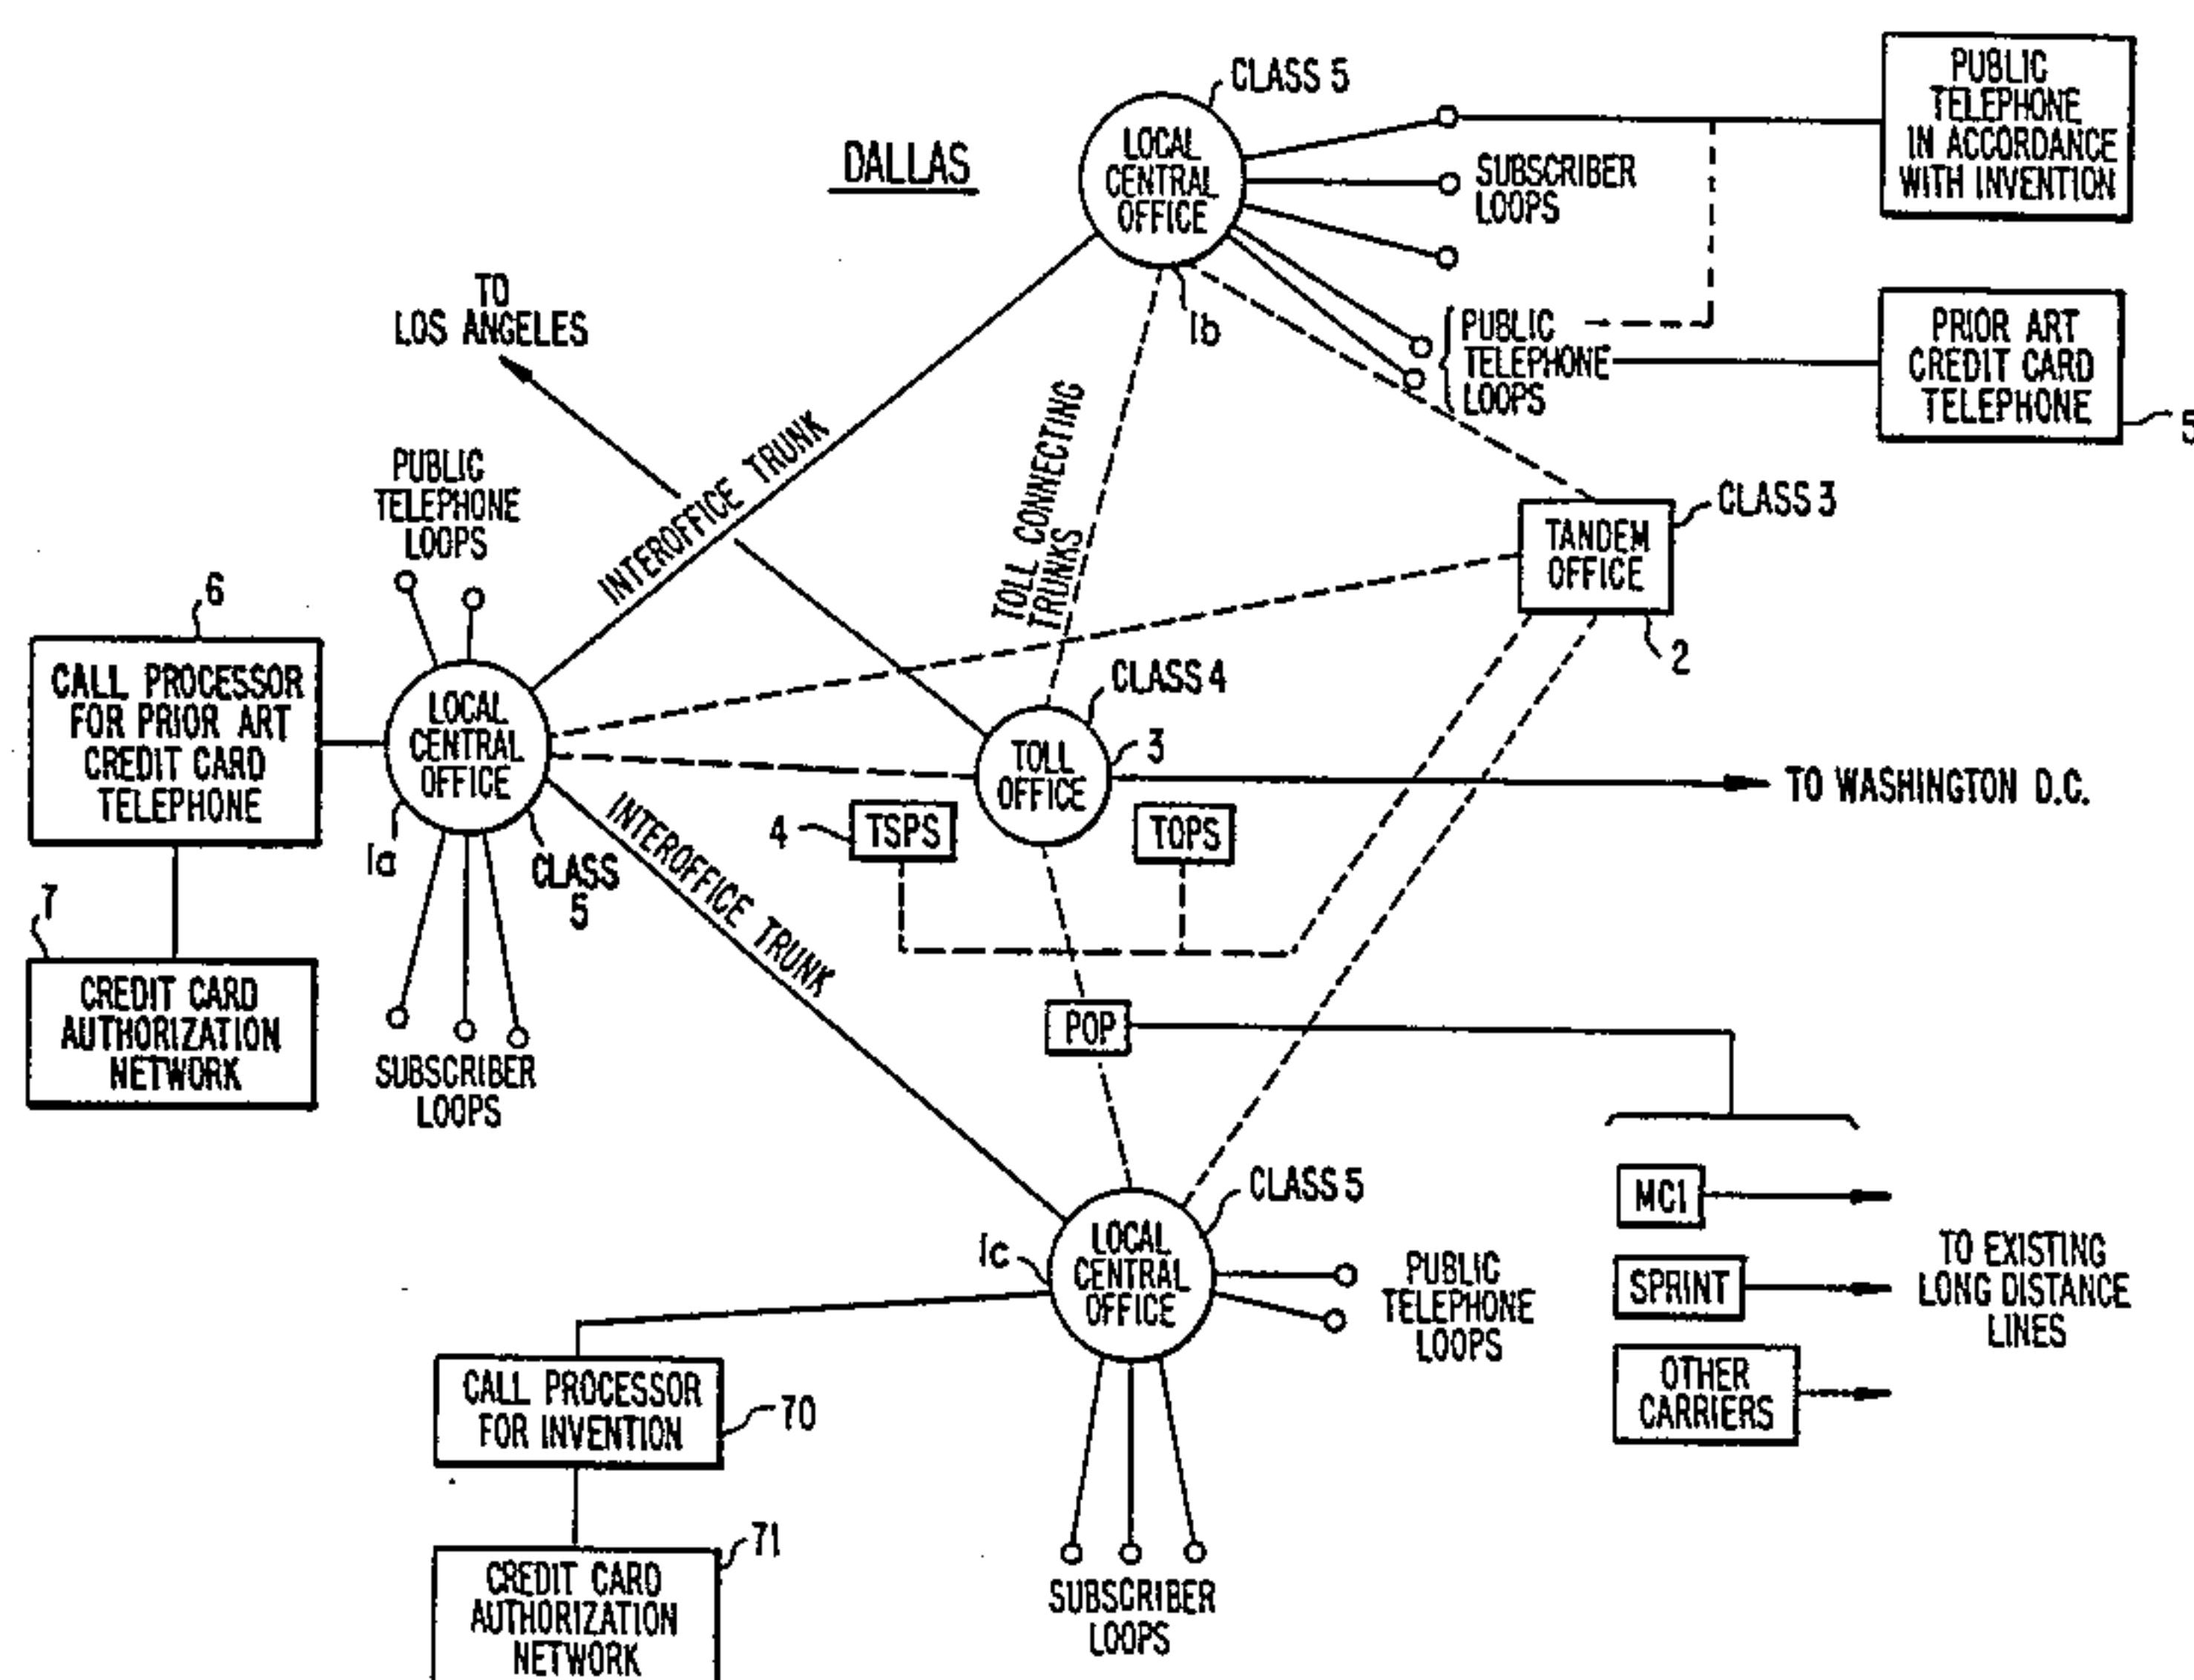 DALLAS
CLASS 5
LOCAL
CENTRAL
OFFICE
1b
SUBSCRIBER
LOOPS
PUBLIC
TELEPHONE
IN ACCORDANCE
WITH INVENTION
PUBLIC
TELEPHONE
LOOPS
PRIOR ART
CREDIT CARD
TELEPHONE
5
TO
LOS ANGELES
INTEROFFICE TRUNK
TOLL CONNECTING
TRUNKS
CLASS 3
TANDEM
OFFICE
2
PUBLIC
TELEPHONE
LOOPS
6
CALL PROCESSOR
FOR PRIOR ART
CREDIT CARD
TELEPHONE
LOCAL
CENTRAL
OFFICE
1a
CLASS
5
CLASS 4
TOLL
OFFICE
3
TO WASHINGTON D.C.
4
TSPS
TOPS
7
CREDIT CARD
AUTHORIZATION
NETWORK
SUBSCRIBER
LOOPS
INTEROFFICE TRUNK
POP
CLASS 5
1c
LOCAL
CENTRAL
OFFICE
PUBLIC
TELEPHONE
LOOPS
MCI
SPRINT
OTHER
CARRIERS
TO EXISTING
LONG DISTANCE
LINES
CALL PROCESSOR
FOR INVENTION
70
71
CREDIT CARD
AUTHORIZATION
NETWORK
SUBSCRIBER
LOOPS